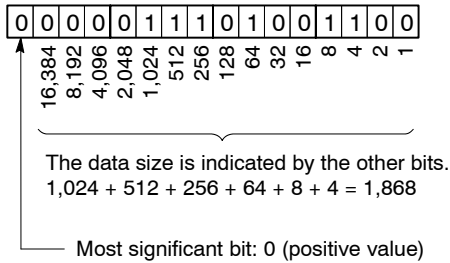 0 0 0 0 0 1 1 1 0 1 0 0 1 1 0 0
16,384 8,192 4,096 2,048 1,024 512 256 128 64 32 16 8 4 2 1
The data size is indicated by the other bits.
1,024 + 512 + 256 + 64 + 8 + 4 = 1,868
Most significant bit: 0 (positive value)